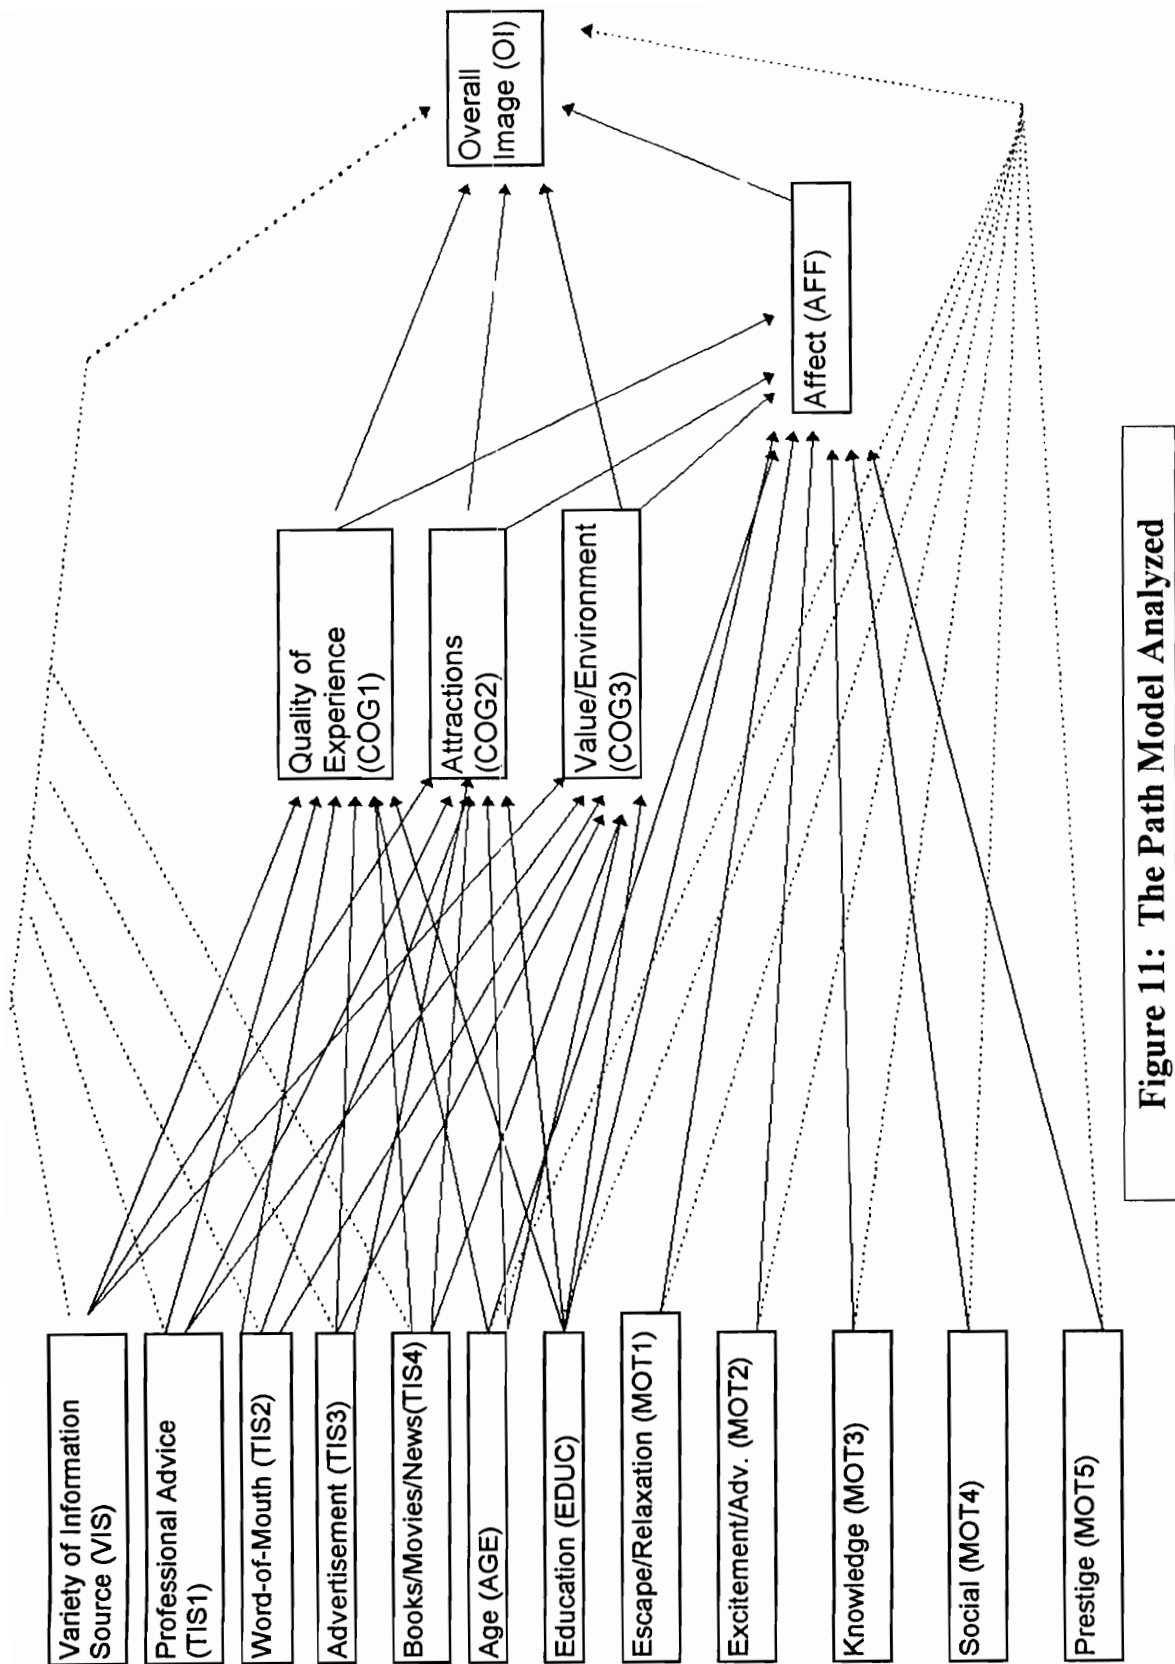 Variety of Information
Source (VIS)
Professional Advice
(TIS1)
Word-of-Mouth (TIS2)
Advertisement (TIS3)
Books/Movies/News(TIS4)
Age (AGE)
Education (EDUC)
Escape/Relaxation (MOT1)
Excitement/Adv. (MOT2)
Knowledge (MOT3)
Social (MOT4)
Prestige (MOT5)
Quality of
Experience
(COG1)
Attractions
(COG2)
Value/Environment
(COG3)
Affect (AFF)
Overall
Image (OI)
Figure 11: The Path Model Analyzed